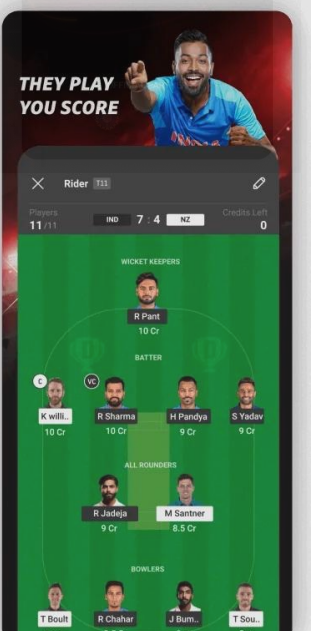 THEY PLAY
YOU SCORE
Rider T11
Players
Credits Left
11/11
IND 7 : 4 NZ
0
WICKET KEEPERS
R Pant
10 Cr
BATTER
C
VC
K willi.. R Sharma H Pandya S Yadav
10 Cr 10 Cr 9 Cr 9 Cr
ALL ROUNDERS
R Jadeja M Santner
9 Cr 8.5 Cr
BOWLERS
T Boult R Chahar J Bum.. T Sou..